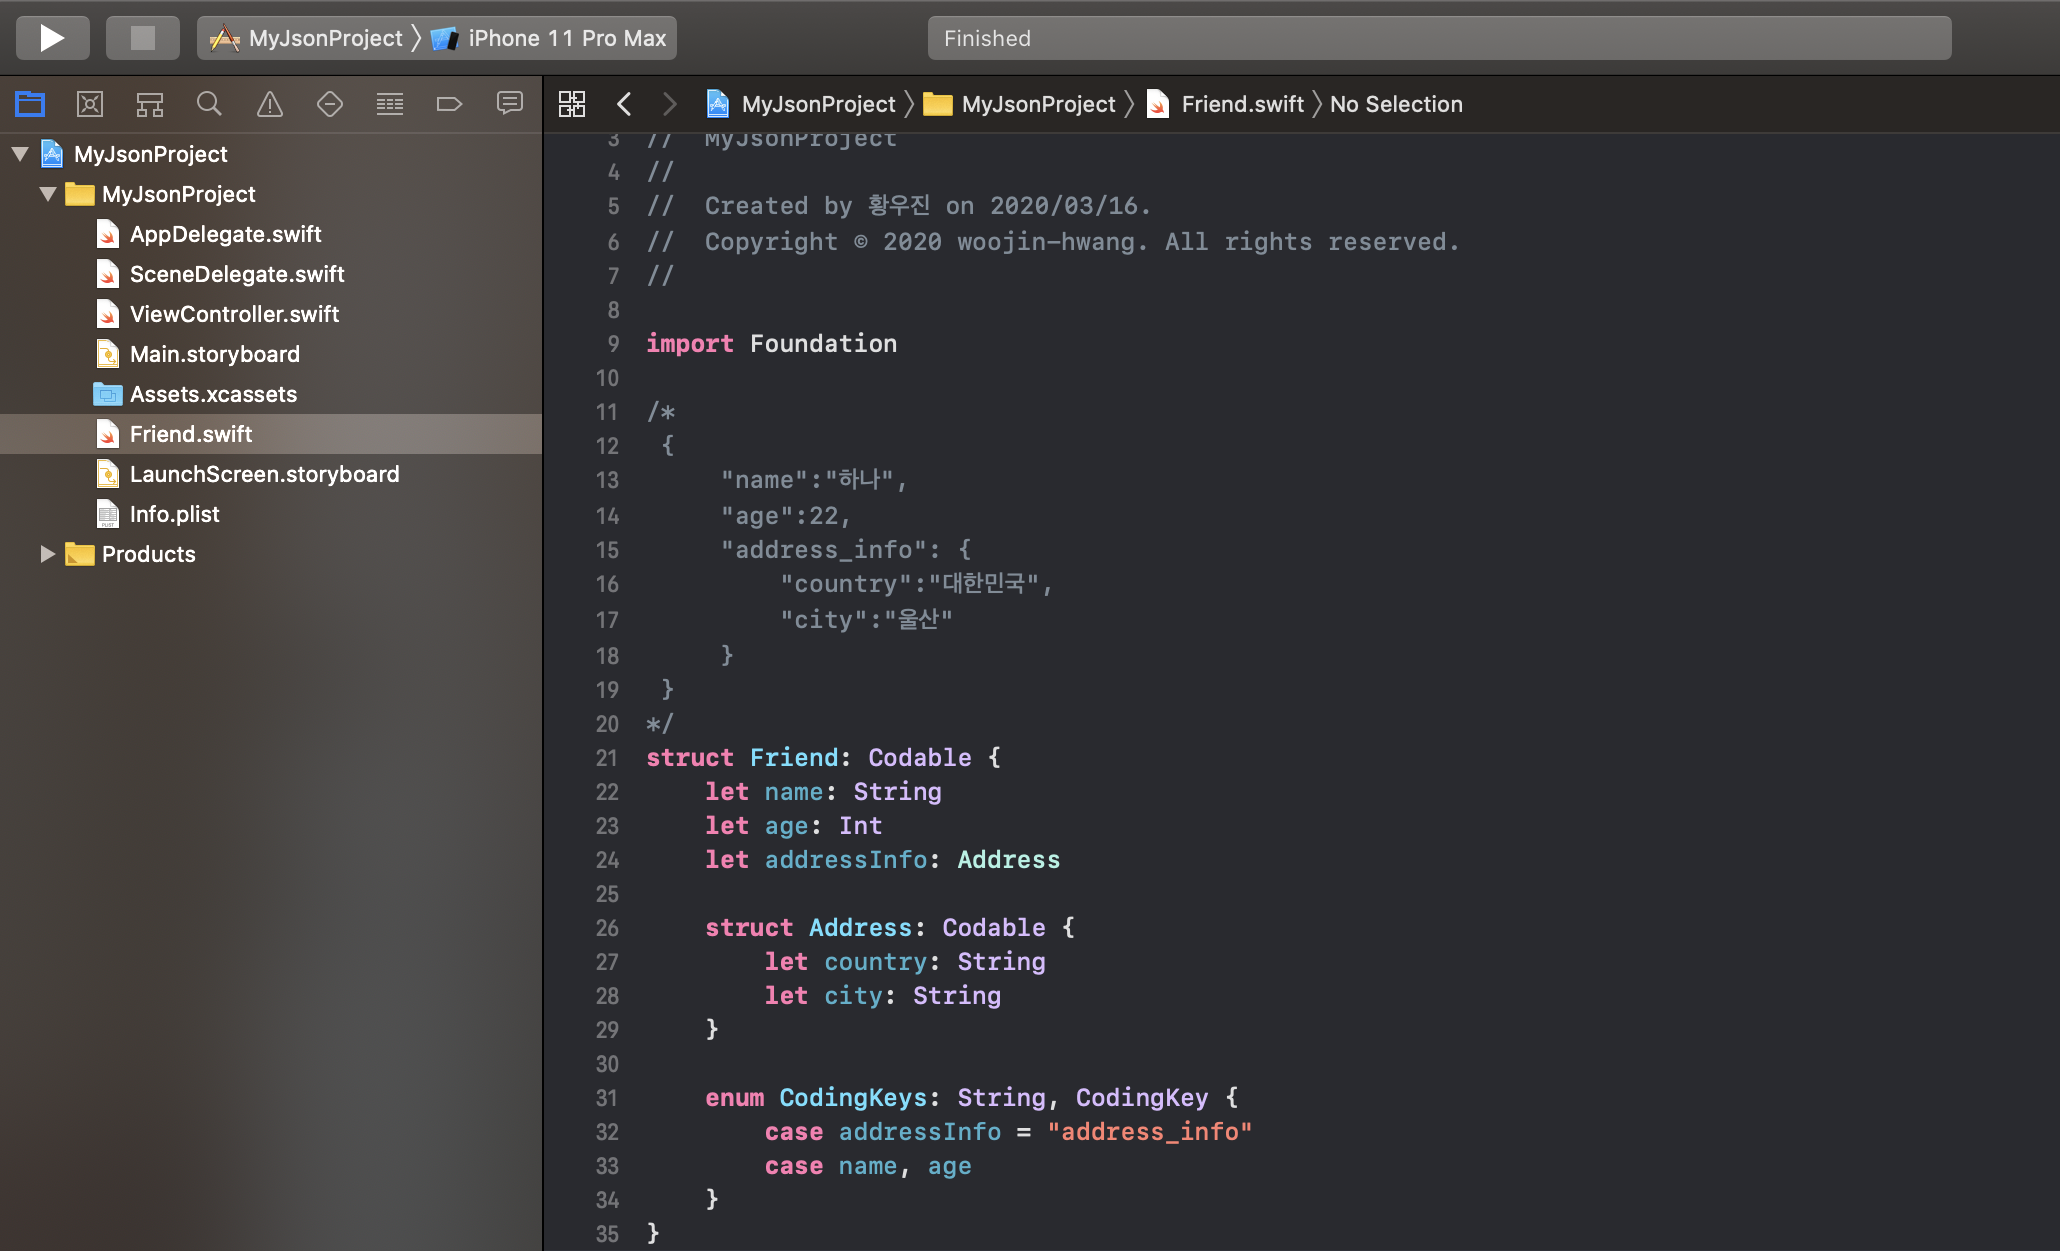 MyJsonProject 〉 iPhone 11 Pro Max
Finished
MyJsonProject 〉 MyJsonProject 〉 Friend.swift 〉 No Selection
MyJsonProject
MyJsonProject
AppDelegate.swift
SceneDelegate.swift
ViewController.swift
Main.storyboard
Assets.xcassets
Friend.swift
LaunchScreen.storyboard
Info.plist
Products
3 //  MyJsonProject
4 //
5 //  Created by 황우진 on 2020/03/16.
6 //  Copyright © 2020 woojin-hwang. All rights reserved.
7 //
8
9 import Foundation
10
11 /*
12  {
13      "name":"하나",
14      "age":22,
15      "address_info": {
16          "country":"대한민국",
17          "city":"울산"
18      }
19  }
20 */
21 struct Friend: Codable {
22     let name: String
23     let age: Int
24     let addressInfo: Address
25
26     struct Address: Codable {
27         let country: String
28         let city: String
29     }
30
31     enum CodingKeys: String, CodingKey {
32         case addressInfo = "address_info"
33         case name, age
34     }
35 }